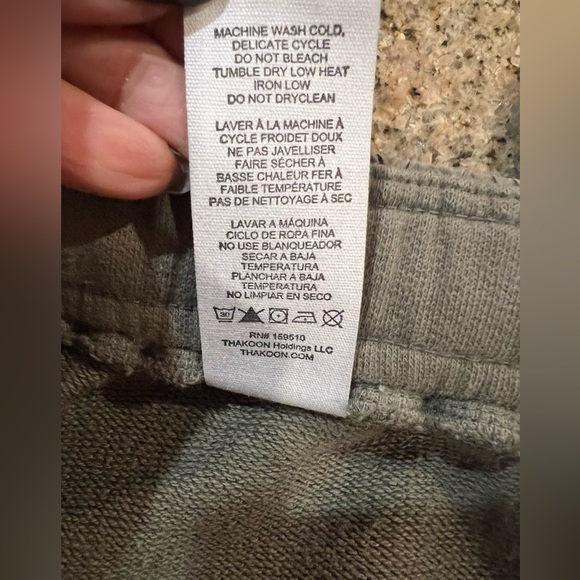 MACHINE WASH COLD,
DELICATE CYCLE
DO NOT BLEACH
TUMBLE DRY LOW HEAT
IRON LOW
DO NOT DRYCLEAN
LAVER À LA MACHINE À
CYCLE FROIDET DOUX
NE PAS JAVELLISER
FAIRE SÉCHER À
BASSE CHALEUR FER À
FAIBLE TEMPÉRATURE
PAS DE NETTOYAGE À SEC
LAVAR A MÁQUINA
CICLO DE ROPA FINA
NO USE BLANQUEADOR
SECAR A BAJA
TEMPERATURA
PLANCHAR A BAJA
TEMPERATURA
NO LIMPIAR EN SECO
RN# 159510
THAKOON Holdings LLC
THAKOON.COM